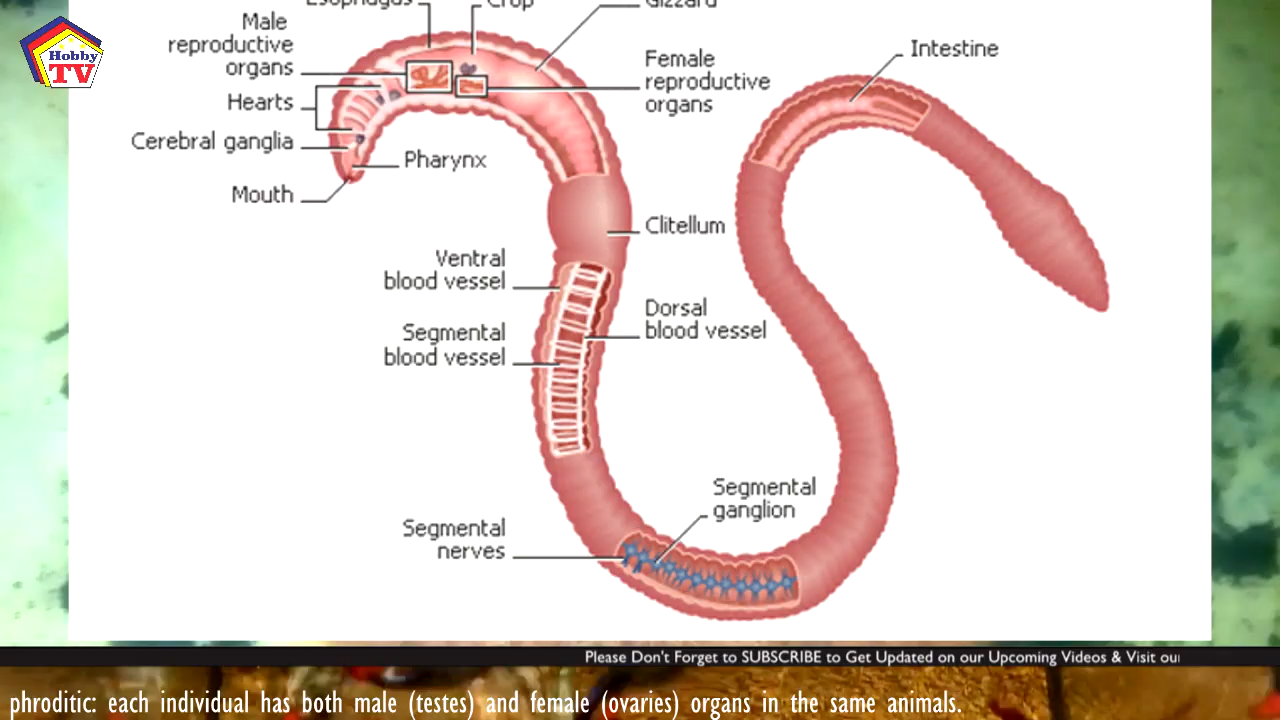 Hobby
TV
Esophagus
Crop
Gizzard
Male
reproductive
organs
Hearts
Cerebral ganglia
Mouth
Pharynx
Female
reproductive
organs
Intestine
Clitellum
Ventral
blood vessel
Segmental
blood vessel
Dorsal
blood vessel
Segmental
ganglion
Segmental
nerves
Please Don't Forget to SUBSCRIBE to Get Updated on our Upcoming Videos & Visit our
phroditic: each individual has both male (testes) and female (ovaries) organs in the same animals.